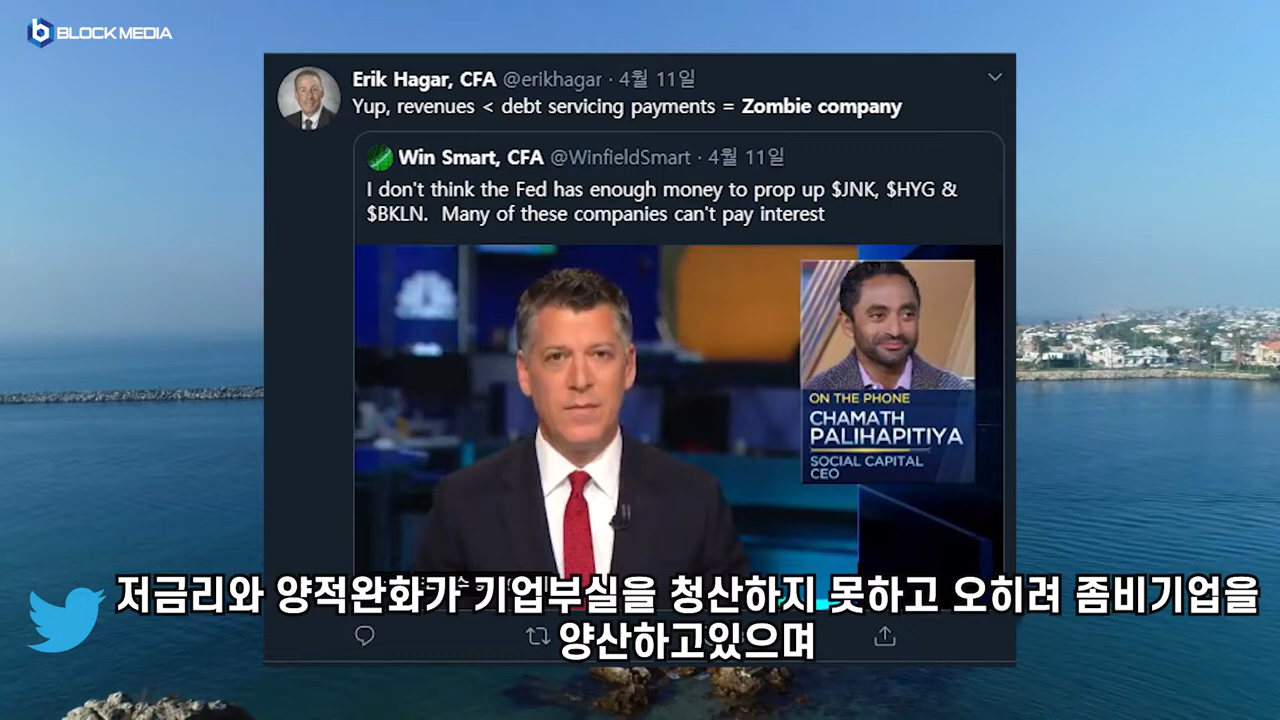 BLOCK MEDIA
Erik Hagar, CFA @erikhagar · 4월 11일
Yup, revenues < debt servicing payments = Zombie company
Win Smart, CFA @WinfieldSmart · 4월 11일
I don't think the Fed has enough money to prop up $JNK, $HYG &
$BKLN. Many of these companies can't pay interest
ON THE PHONE
CHAMATH
PALIHAPITIYA
SOCIAL CAPITAL
CEO
저금리와 양적완화가 기업부실을 청산하지 못하고 오히려 좀비기업을
양산하고있으며